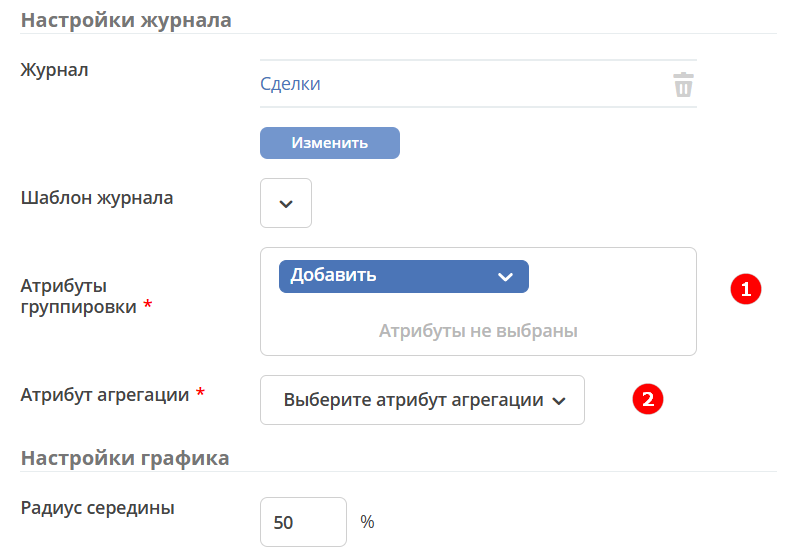 Настройки журнала
Журнал
Сделки
Изменить
Шаблон журнала
Атрибуты
группировки *
Добавить
Атрибуты не выбраны
1
Атрибут агрегации *
Выберите атрибут агрегации
2
Настройки графика
Радиус середины
50 %